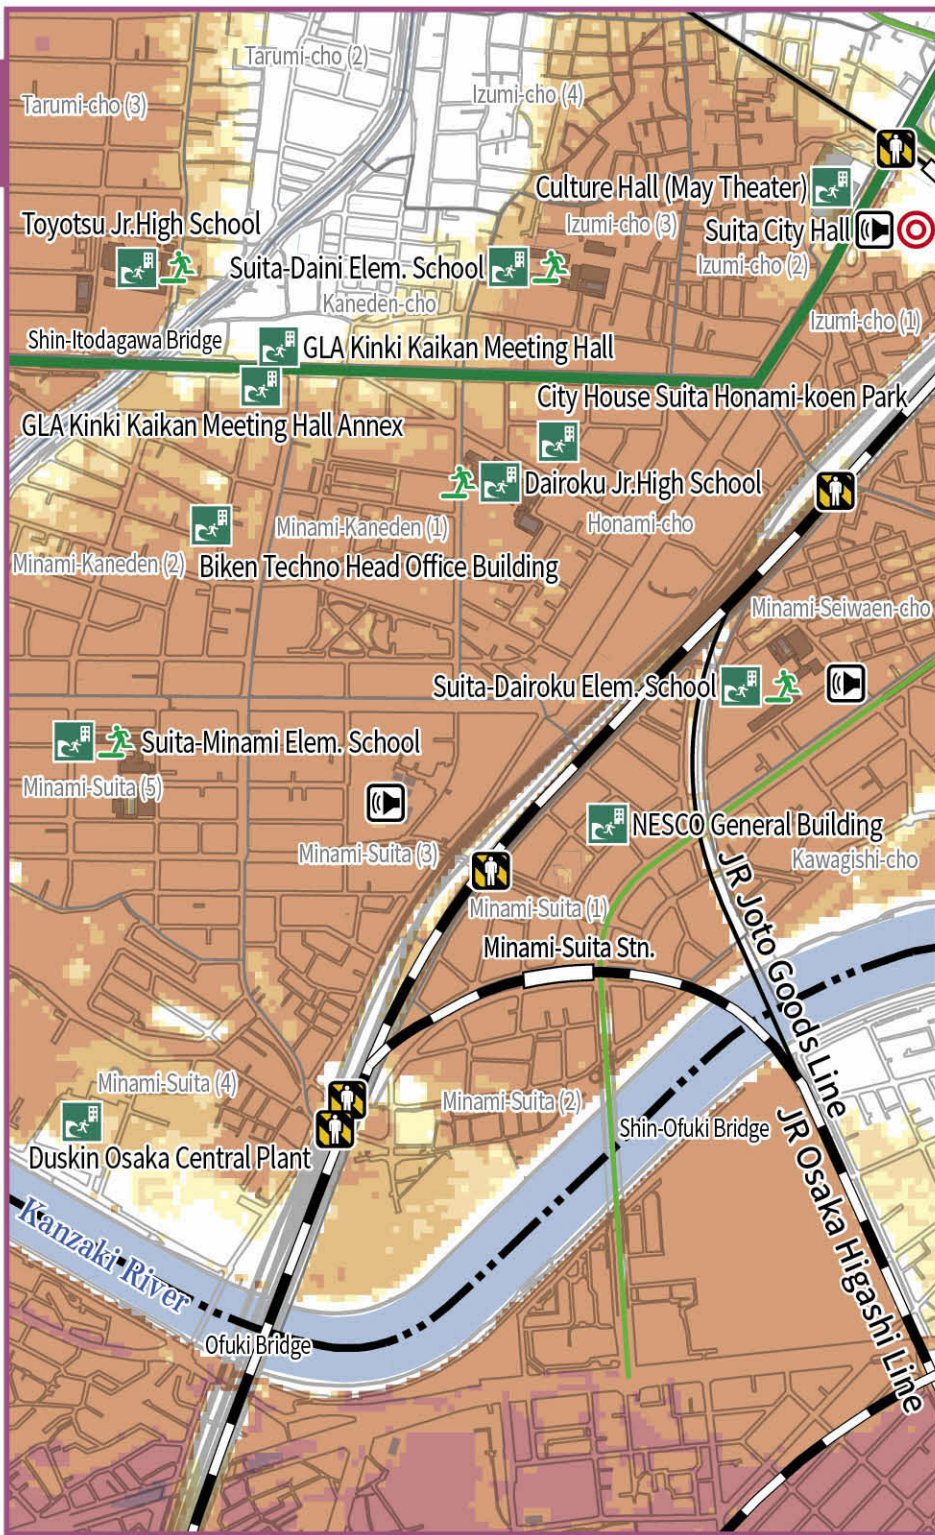 Tarumi-cho (2)
Tarumi-cho (3)
Izumi-cho (4)
Culture Hall (May Theater)
Toyotsu Jr.High School
Izumi-cho (3)
Suita City Hall
Suita-Daini Elem. School
Izumi-cho (2)
Kaneden-cho
Izumi-cho (1)
Shin-Itodagawa Bridge
GLA Kinki Kaikan Meeting Hall
City House Suita Honami-koen Park
GLA Kinki Kaikan Meeting Hall Annex
Dairoku Jr.High School
Minami-Kaneden (1)
Honami-cho
Minami-Kaneden (2)
Biken Techno Head Office Building
Minami-Seiwaen-cho
Suita-Dairoku Elem. School
Suita-Minami Elem. School
Minami-Suita (5)
NESCO General Building
Minami-Suita (3)
Kawagishi-cho
Minami-Suita (1)
Minami-Suita Stn.
JR Joto Goods Line
Minami-Suita (4)
Minami-Suita (2)
Shin-Ofuki Bridge
Duskin Osaka Central Plant
JR Osaka Higashi Line
Kanzaki River
Ofuki Bridge